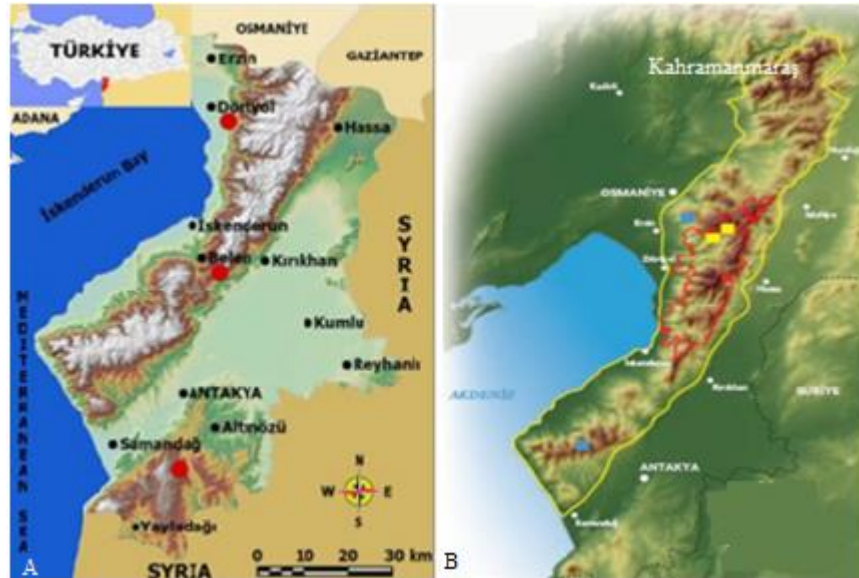 OSMANİYE
TÜRKİYE
GAZİANTEP
Erzin
ADANA
Dörtyol
Hassa
İskenderun Bay
İskenderun
Belen
Kırıkhan
SYRIA
Kumlu
Reyhanlı
MEDITERRANEAN SEA
ANTAKYA
Altınözü
Samandağ
N
W E
S
Yayladağı
A
SYRIA
0 10 20 30 km
Kahramanmaraş
OSMANİYE
Erzin
AKDENİZ
SURİYE
ANTAKYA
B